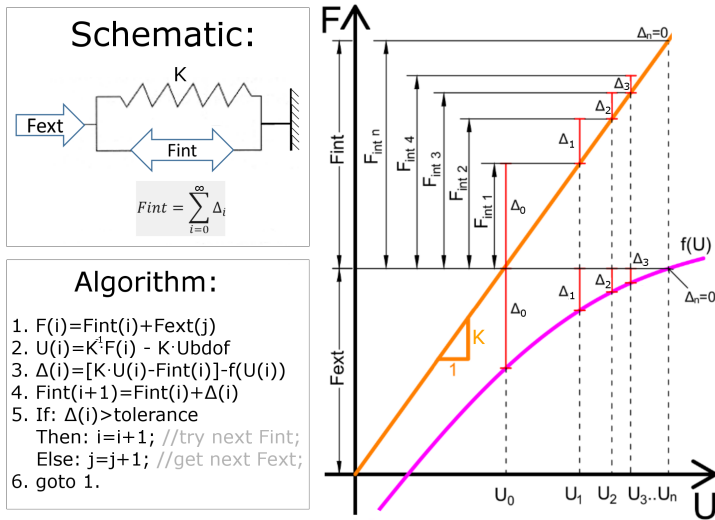 Schematic:
K
Fext
Fint
Fint = ∞∑i=0 Δi
Algorithm:
1. F(i)=Fint(i)+Fext(j)
2. U(i)=K⁻¹F(i) - K·Ubdof
3. Δ(i)=[K·U(i)-Fint(i)]-f(U(i))
4. Fint(i+1)=Fint(i)+Δ(i)
5. If: Δ(i)>tolerance
Then: i=i+1; //try next Fint;
Else: j=j+1; //get next Fext;
6. goto 1.
F
Δn=0
Fint
Fint n
Fint 4
Fint 3
Fint 2
Fint 1
Δ3
Δ2
Δ1
Δ0
f(U)
Δ3
Δ2
Δ1
Δ0
Δn=0
Fext
K
1
U0
U1
U2
U3..Un
U